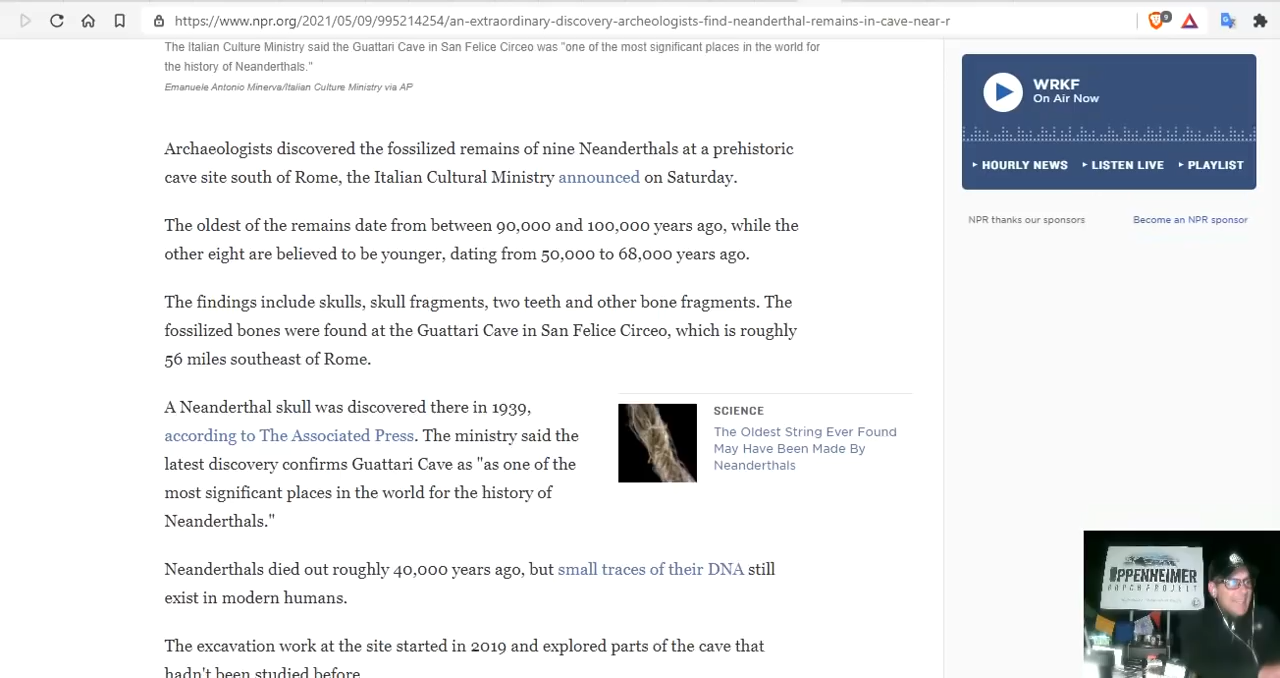 https://www.npr.org/2021/05/09/995214254/an-extraordinary-discovery-archeologists-find-neanderthal-remains-in-cave-near-r
9
The Italian Culture Ministry said the Guattari Cave in San Felice Circeo was "one of the most significant places in the world for
the history of Neanderthals."
Emanuele Antonio Minerva/Italian Culture Ministry via AP
Archaeologists discovered the fossilized remains of nine Neanderthals at a prehistoric
cave site south of Rome, the Italian Cultural Ministry announced on Saturday.
The oldest of the remains date from between 90,000 and 100,000 years ago, while the
other eight are believed to be younger, dating from 50,000 to 68,000 years ago.
The findings include skulls, skull fragments, two teeth and other bone fragments. The
fossilized bones were found at the Guattari Cave in San Felice Circeo, which is roughly
56 miles southeast of Rome.
A Neanderthal skull was discovered there in 1939,
according to The Associated Press. The ministry said the
latest discovery confirms Guattari Cave as "as one of the
most significant places in the world for the history of
Neanderthals."
SCIENCE
The Oldest String Ever Found
May Have Been Made By
Neanderthals
Neanderthals died out roughly 40,000 years ago, but small traces of their DNA still
exist in modern humans.
The excavation work at the site started in 2019 and explored parts of the cave that
hadn't been studied before.
WRKF
On Air Now
HOURLY NEWS
LISTEN LIVE
PLAYLIST
NPR thanks our sponsors
Become an NPR sponsor
OPPENHEIMER
RANCH PROJECT